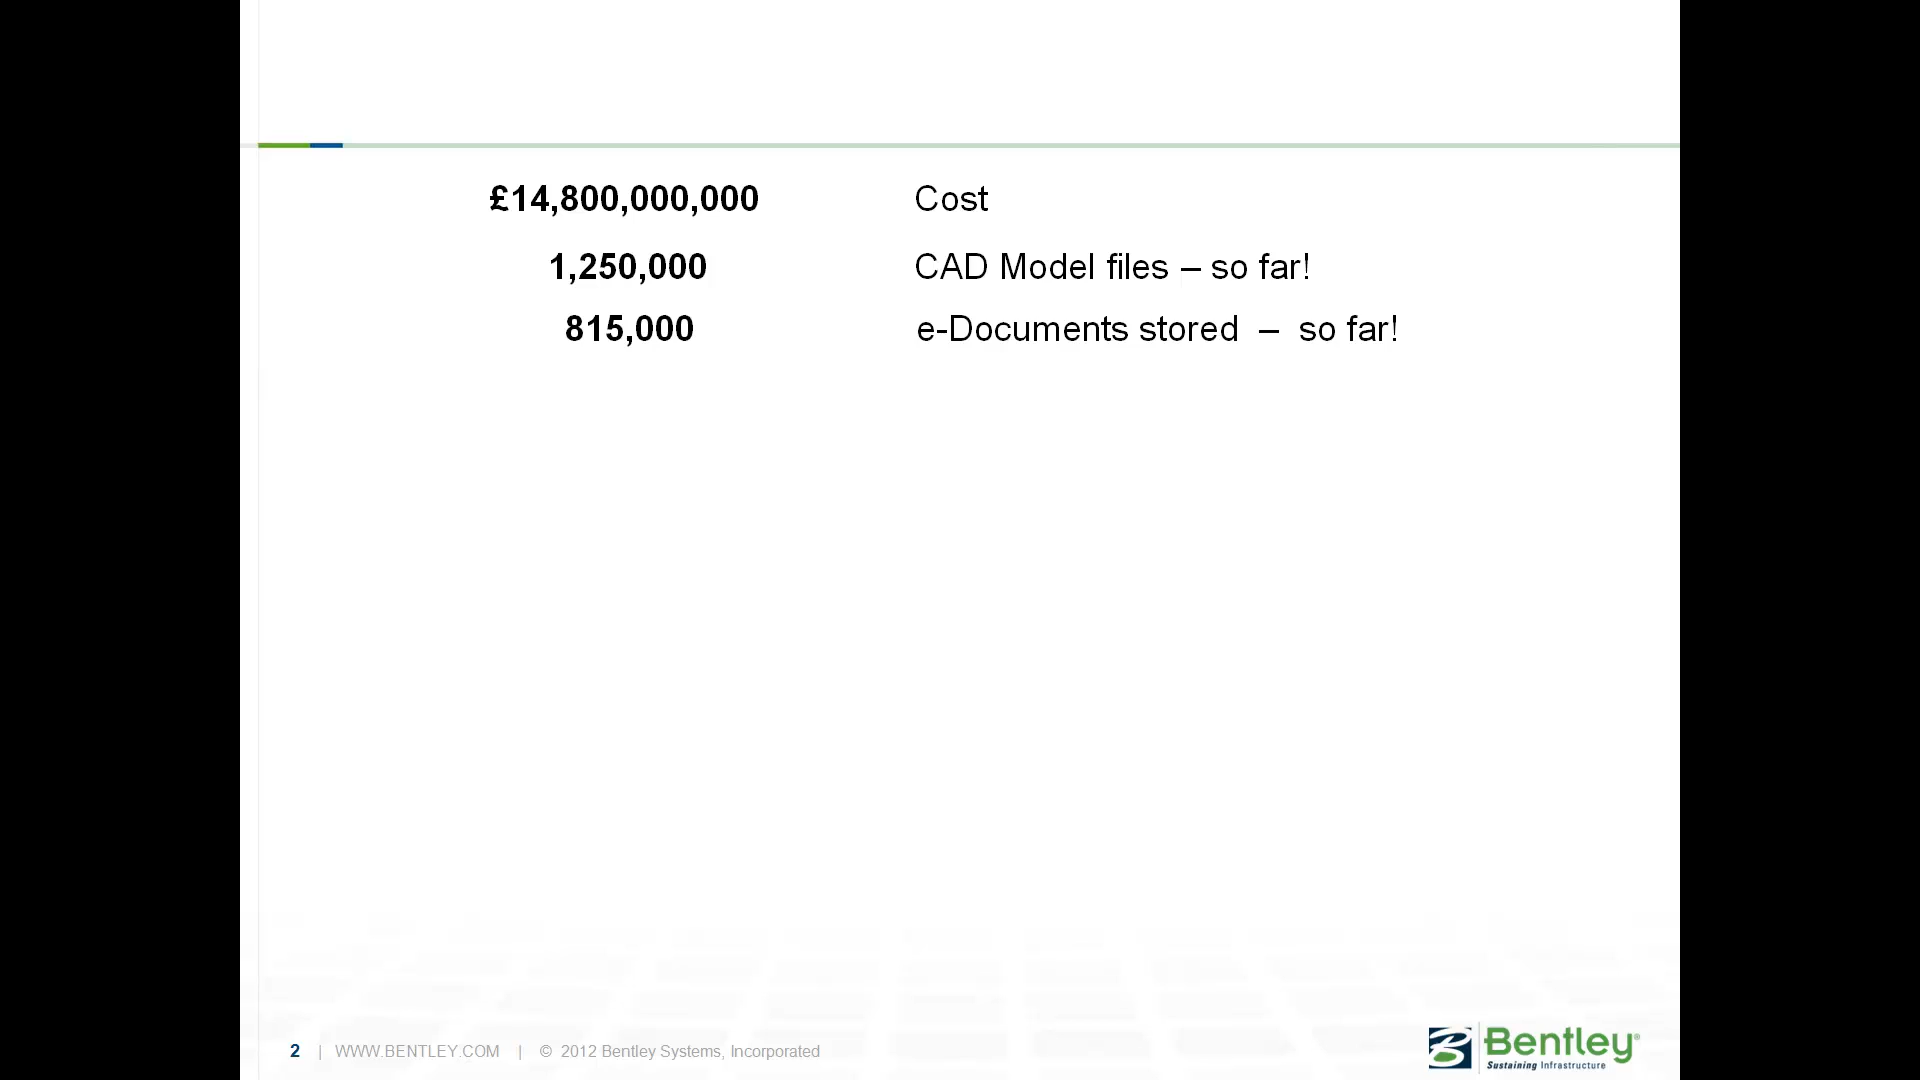 £14,800,000,000 Cost
1,250,000 CAD Model files – so far!
815,000 e-Documents stored – so far!
2 | WWW.BENTLEY.COM | © 2012 Bentley Systems, Incorporated
Bentley®
Sustaining Infrastructure